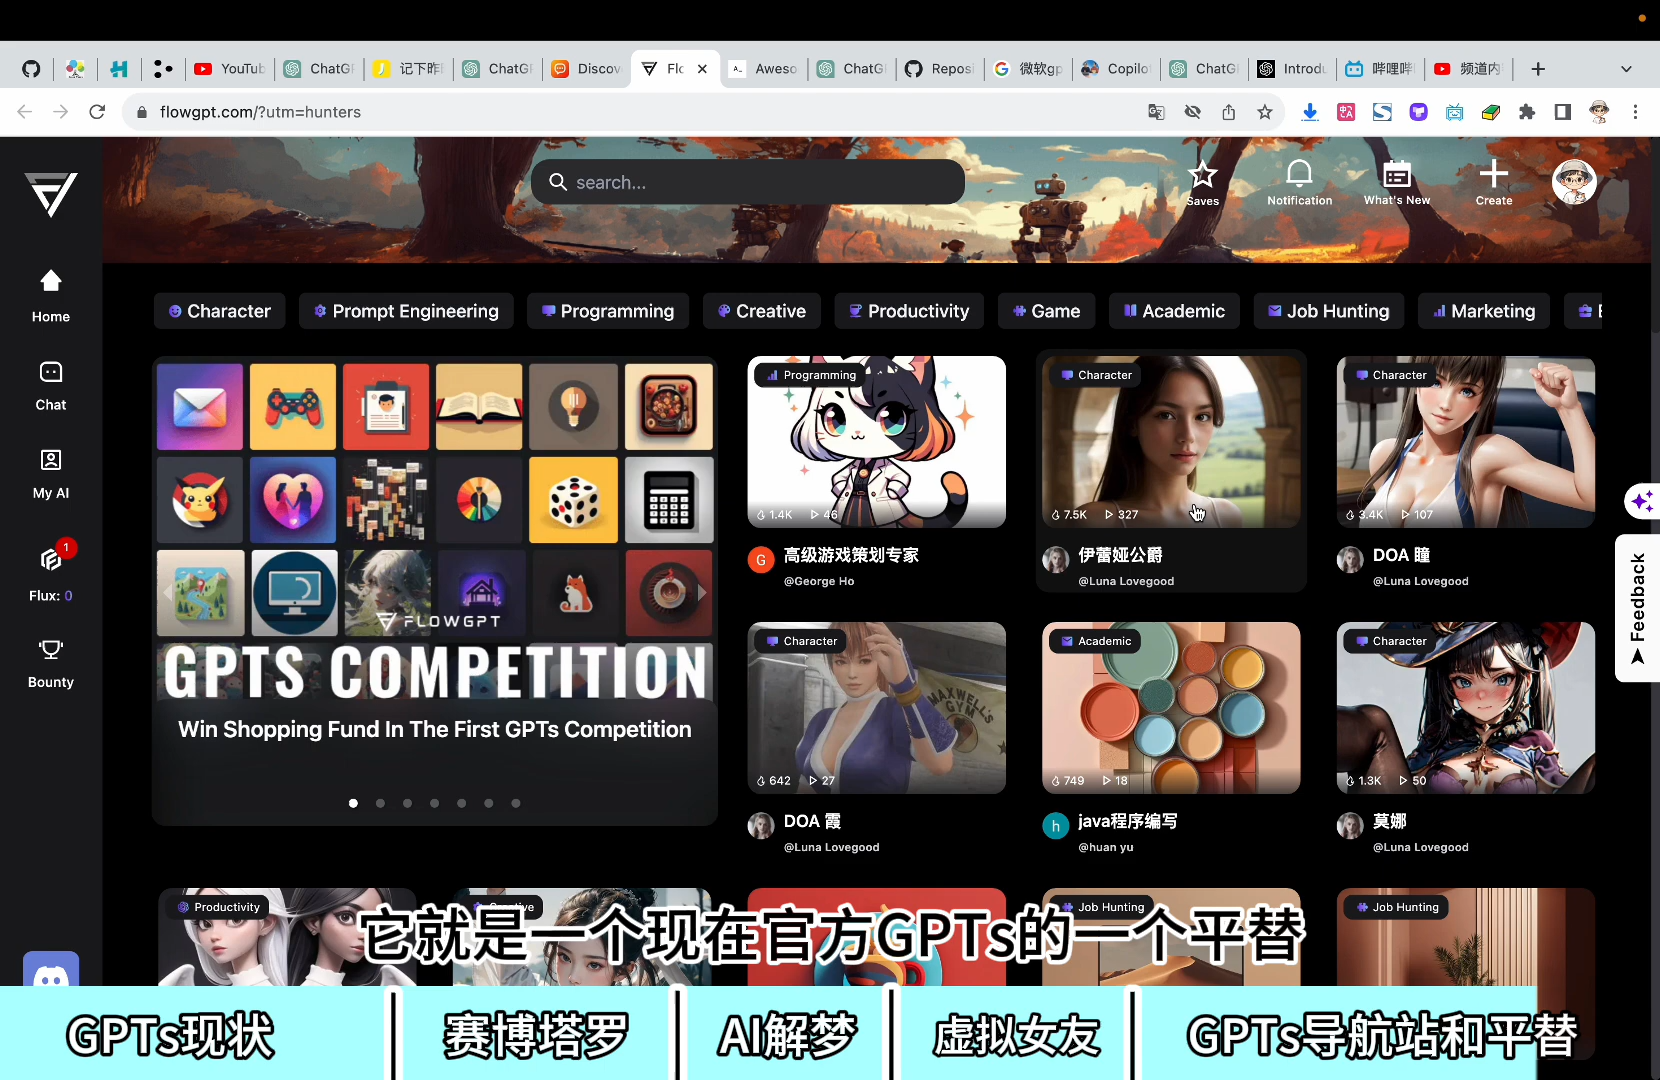 YouTub
ChatGP
记下昨
ChatG
Discov
Flo
Aweso
ChatG
Reposi
微软gp
Copilo
ChatG
Introdu
哔哩哔
频道内
flowgpt.com/?utm=hunters
search...
Saves
Notification
What's New
Create
Home
Chat
My AI
1
Flux: 0
Bounty
Character
Prompt Engineering
Programming
Creative
Productivity
Game
Academic
Job Hunting
Marketing
FLOWGPT
GPTS COMPETITION
Win Shopping Fund In The First GPTs Competition
Programming
1.4K 46
G
高级游戏策划专家
@George Ho
Character
7.5K 327
伊蕾娅公爵
@Luna Lovegood
Character
3.4K 107
DOA 瞳
@Luna Lovegood
Character
MAXWELL'S
GYM
642 27
DOA 霞
@Luna Lovegood
Academic
749 18
h
java程序编写
@huan yu
Character
1.3K 50
莫娜
@Luna Lovegood
Feedback
Productivity
Job Hunting
Job Hunting
它就是一个现在官方GPTs的一个平替
GPTs现状
赛博塔罗
AI解梦
虚拟女友
GPTs导航站和平替